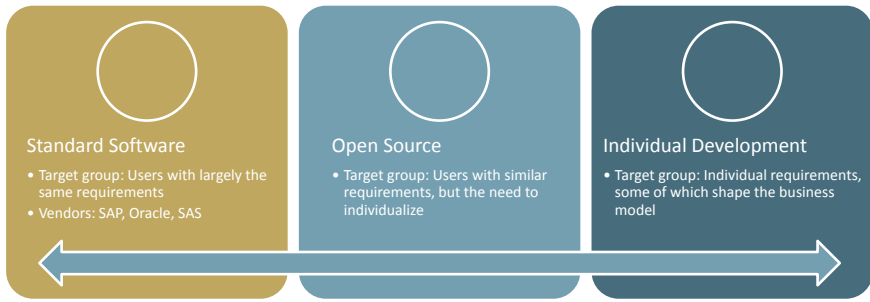 Standard Software
• Target group: Users with largely the
same requirements
• Vendors: SAP, Oracle, SAS
Open Source
• Target group: Users with similar
requirements, but the need to
individualize
Individual Development
• Target group: Individual requirements,
some of which shape the business
model